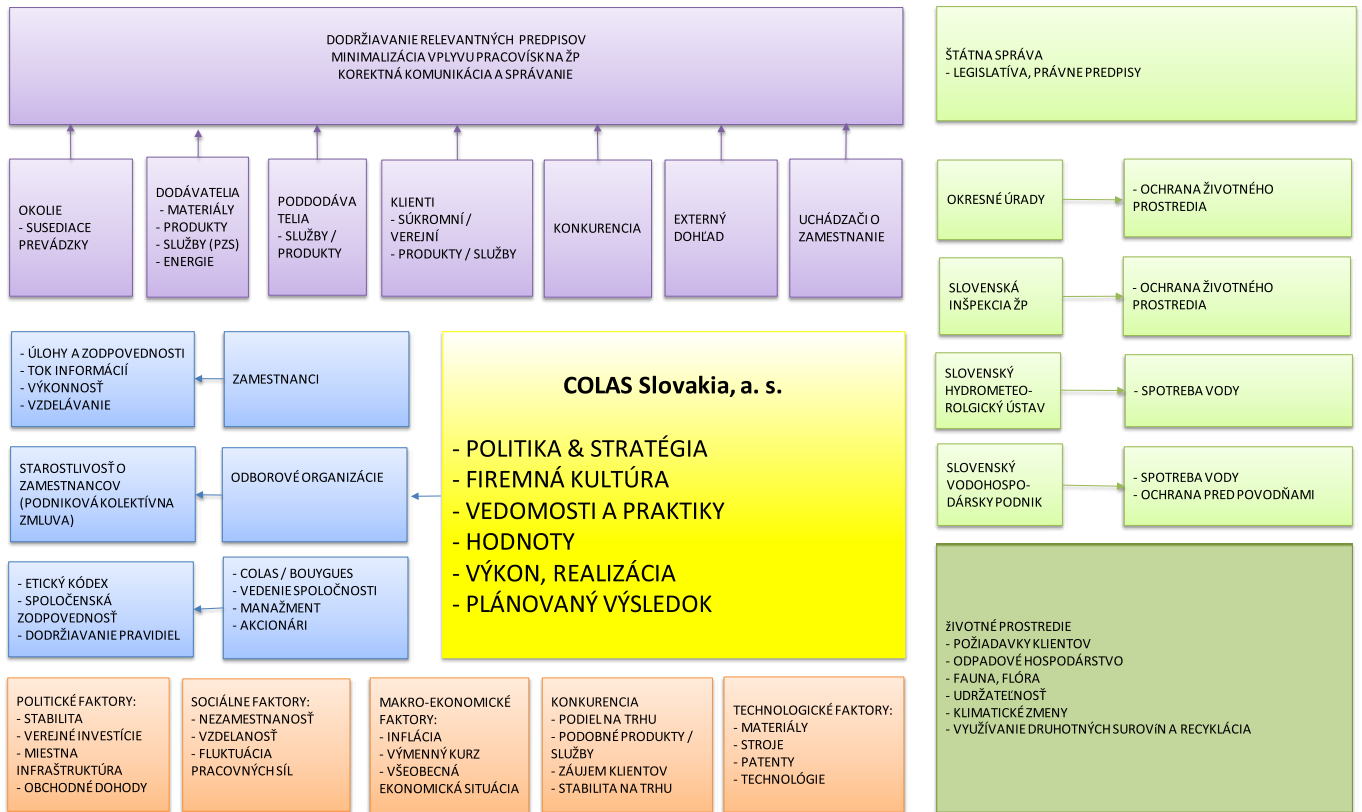 DODRŽIAVANIE RELEVANTNÝCH PREDPISOV
MINIMALIZÁCIA VPLYVU PRACOVÍSK NA ŽP
KOREKTNÁ KOMUNIKÁCIA A SPRÁVANIE
ŠTÁTNA SPRÁVA
- LEGISLATÍVA, PRÁVNE PREDPISY
OKOLIE
- SUSEDIACE
PREVÁDZKY
DODÁVATELIA
- MATERIÁLY
- PRODUKTY
- SLUŽBY (PZS)
- ENERGIE
PODDODÁVA
TELIA
- SLUŽBY /
PRODUKTY
KLIENTI
- SÚKROMNÍ /
VEREJNÍ
- PRODUKTY / SLUŽBY
KONKURENCIA
EXTERNÝ
DOHĽAD
UCHÁDZAČI O
ZAMESTNANIE
OKRESNÉ ÚRADY
- OCHRANA ŽIVOTNÉHO
PROSTREDIA
SLOVENSKÁ
INŠPEKCIA ŽP
- OCHRANA ŽIVOTNÉHO
PROSTREDIA
SLOVENSKÝ
HYDROMETEO-
ROLGICKÝ ÚSTAV
- SPOTREBA VODY
SLOVENSKÝ
VODOHOSPO-
DÁRSKY PODNIK
- SPOTREBA VODY
- OCHRANA PRED POVODŇAMI
- ÚLOHY A ZODPOVEDNOSTI
- TOK INFORMÁCIÍ
- VÝKONNOSŤ
- VZDELÁVANIE
ZAMESTNANCI
STAROSTLIVOSŤ O
ZAMESTNANCOV
(PODNIKOVÁ KOLEKTÍVNA
ZMLUVA)
ODBOROVÉ ORGANIZÁCIE
- ETICKÝ KÓDEX
- SPOLOČENSKÁ
ZODPOVEDNOSŤ
- DODRŽIAVANIE PRAVIDIEL
- COLAS / BOUYGUES
- VEDENIE SPOLOČNOSTI
- MANAŽMENT
- AKCIONÁRI
COLAS Slovakia, a. s.
- POLITIKA & STRATÉGIA
- FIREMNÁ KULTÚRA
- VEDOMOSTI A PRAKTIKY
- HODNOTY
- VÝKON, REALIZÁCIA
- PLÁNOVANÝ VÝSLEDOK
žIVOTNÉ PROSTREDIE
- POŽIADAVKY KLIENTOV
- ODPADOVÉ HOSPODÁRSTVO
- FAUNA, FLÓRA
- UDRŽATEĽNOSŤ
- KLIMATICKÉ ZMENY
- VYUŽÍVANIE DRUHOTNÝCH SUROVíN A RECYKLÁCIA
POLITICKÉ FAKTORY:
- STABILITA
- VEREJNÉ INVESTÍCIE
- MIESTNA
INFRAŠTRUKTÚRA
- OBCHODNÉ DOHODY
SOCIÁLNE FAKTORY:
- NEZAMESTNANOSŤ
- VZDELANOSŤ
- FLUKTUÁCIA
PRACOVNÝCH SÍL
MAKRO-EKONOMICKÉ
FAKTORY:
- INFLÁCIA
- VÝMENNÝ KURZ
- VŠEOBECNÁ
EKONOMICKÁ SITUÁCIA
KONKURENCIA
- PODIEL NA TRHU
- PODOBNÉ PRODUKTY /
SLUŽBY
- ZÁUJEM KLIENTOV
- STABILITA NA TRHU
TECHNOLOGICKÉ FAKTORY:
- MATERIÁLY
- STROJE
- PATENTY
- TECHNOLÓGIE